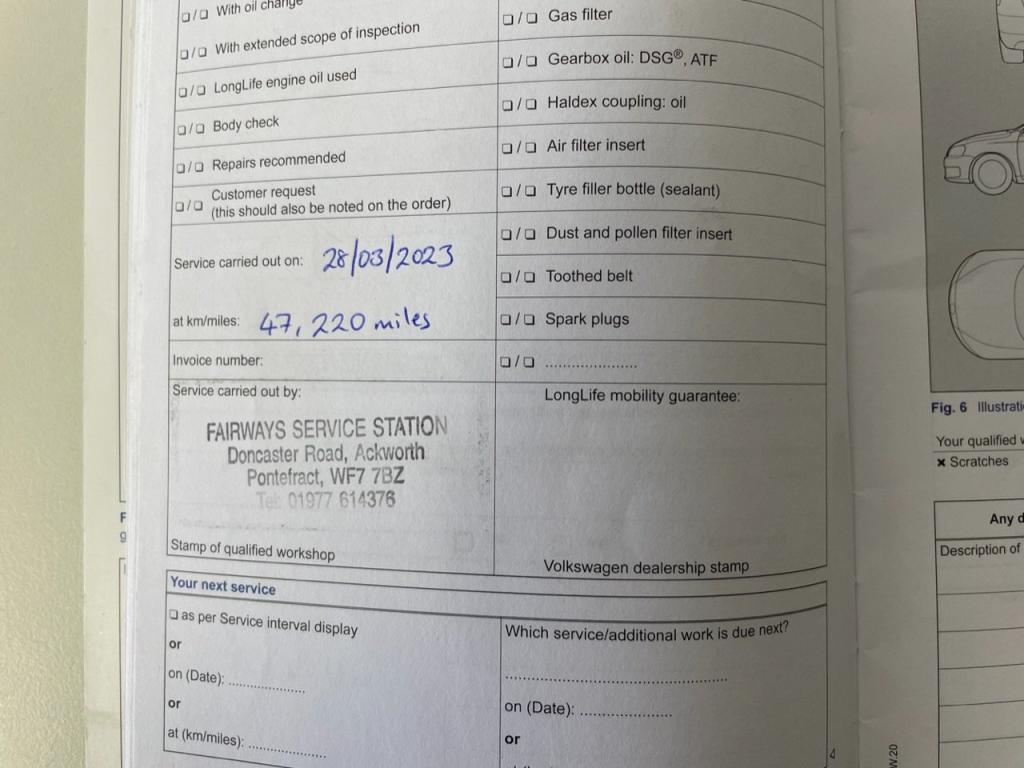 ❏/❏ With oil change
❏/❏ With extended scope of inspection
❏/❏ LongLife engine oil used
❏/❏ Body check
❏/❏ Repairs recommended
❏/❏ Customer request
(this should also be noted on the order)
Service carried out on: 28/03/2023
at km/miles: 47,220 miles
Invoice number:
Service carried out by:
FAIRWAYS SERVICE STATION
Doncaster Road, Ackworth
Pontefract, WF7 7BZ
Tel: 01977 614376
Stamp of qualified workshop
❏/❏ Gas filter
❏/❏ Gearbox oil: DSG®, ATF
❏/❏ Haldex coupling: oil
❏/❏ Air filter insert
❏/❏ Tyre filler bottle (sealant)
❏/❏ Dust and pollen filter insert
❏/❏ Toothed belt
❏/❏ Spark plugs
❏/❏ .....................
LongLife mobility guarantee:
Volkswagen dealership stamp
Your next service
❏ as per Service interval display
or
on (Date): .....................
or
at (km/miles): .....................
Which service/additional work is due next?
............................................................
on (Date): .........................
or
Fig. 6 
Your qualified
× Scratches
Any
Description of
W.20